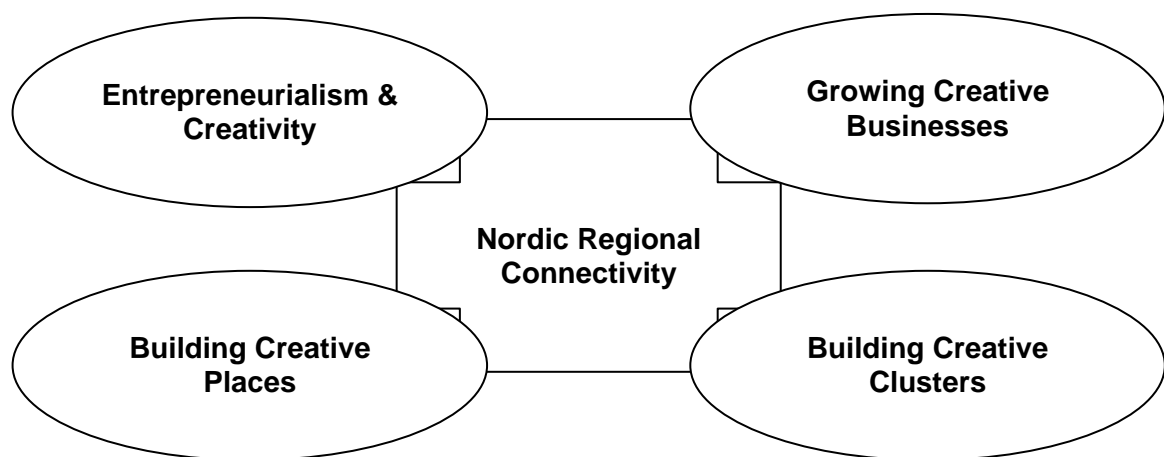 Entrepreneurialism &
Creativity
Growing Creative
Businesses
Nordic Regional
Connectivity
Building Creative
Places
Building Creative
Clusters